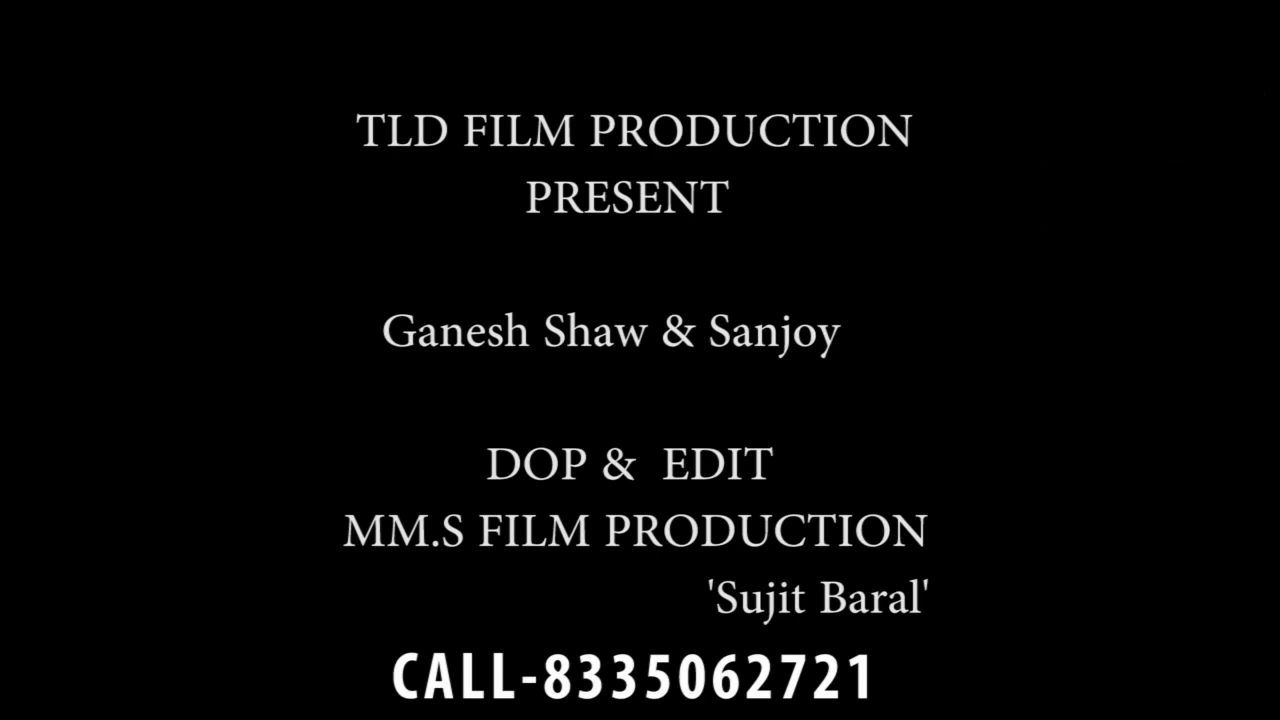 TLD FILM PRODUCTION
PRESENT
Ganesh Shaw & Sanjoy
DOP & EDIT
MM.S FILM PRODUCTION
'Sujit Baral'
CALL-8335062721